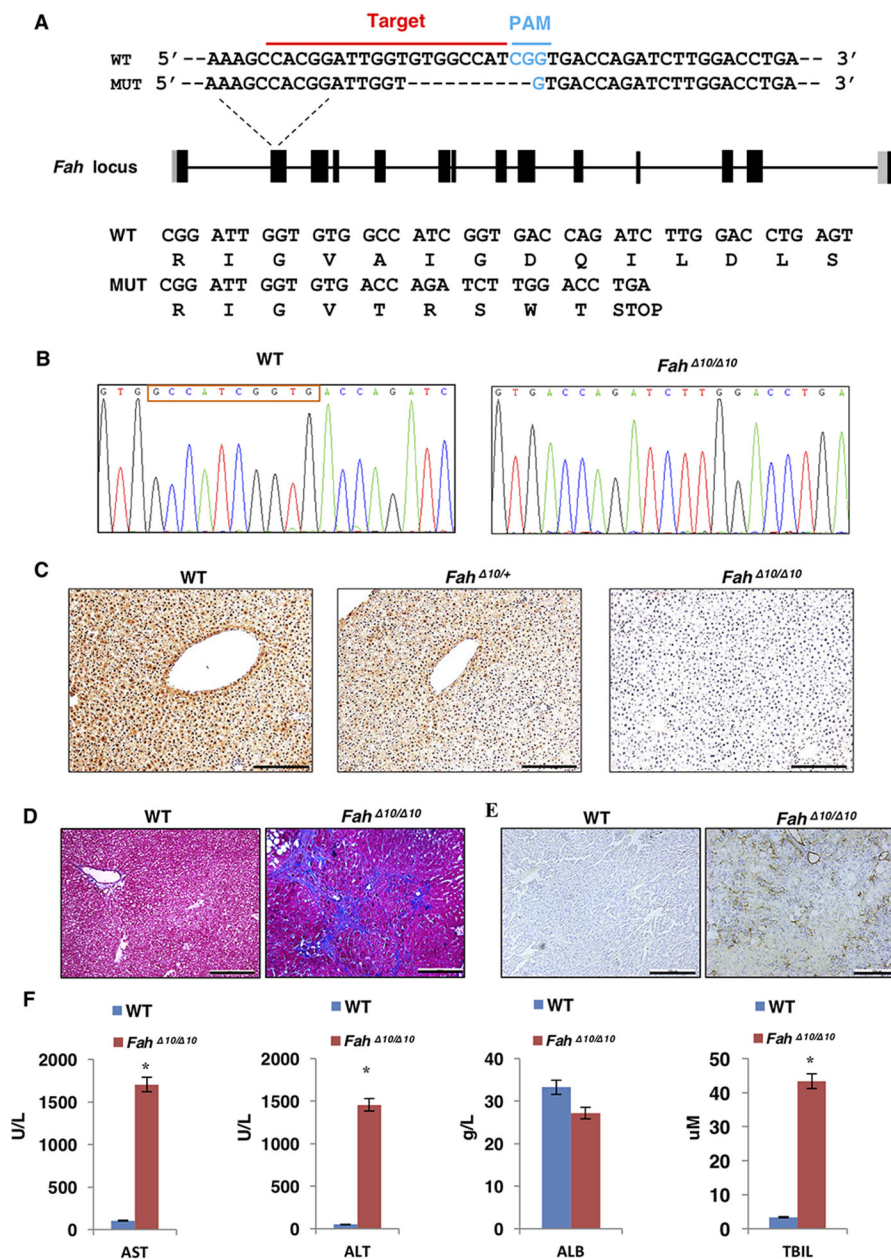 A
Target PAM
WT 5′ --AAAGCCACGGATTGGTGTGGCCATCGGTGACCAGATCTTGGACCTGA-- 3′
MUT 5′ --AAAGCCACGGATTGGT----------GTGACCAGATCTTGGACCTGA-- 3′
Fah locus
WT CGG ATT GGT GTG GCC ATC GGT GAC CAG ATC TTG GAC CTG AGT
R I G V A I G D Q I L D L S
MUT CGG ATT GGT GTG ACC AGA TCT TGG ACC TGA
R I G V T R S W T STOP
B
WT
G T G G C C A T C G G T G A C C A G A T C
Fah Δ10/Δ10
G T G A C C A G A T C T T G G A C C T G A
C
WT
Fah Δ10/+
Fah Δ10/Δ10
D
WT
Fah Δ10/Δ10
E
WT
Fah Δ10/Δ10
F
WT
Fah Δ10/Δ10
2000
1500
1000
500
0
U/L
*
AST
WT
Fah Δ10/Δ10
2000
1500
1000
500
0
U/L
*
ALT
WT
Fah Δ10/Δ10
40
30
20
10
0
g/L
ALB
WT
Fah Δ10/Δ10
50
40
30
20
10
0
uM
*
TBIL